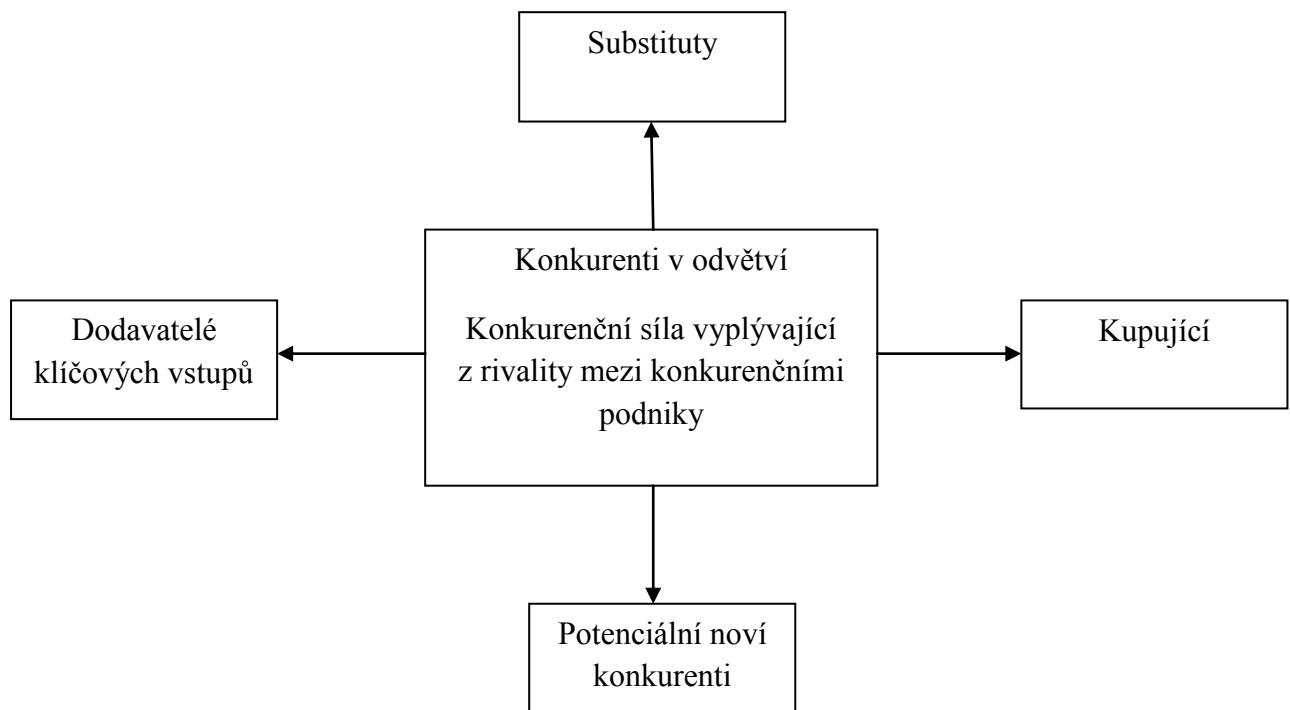 Substituty
Konkurenti v odvětví
Konkurenční síla vyplývající
z rivality mezi konkurenčními
podniky
Dodavatelé
klíčových vstupů
Kupující
Potenciální noví
konkurenti